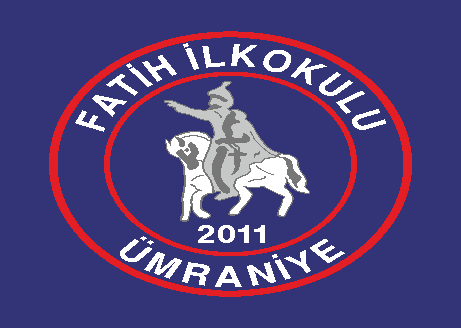 FATİH İLKOKULU
2011
ÜMRANİYE